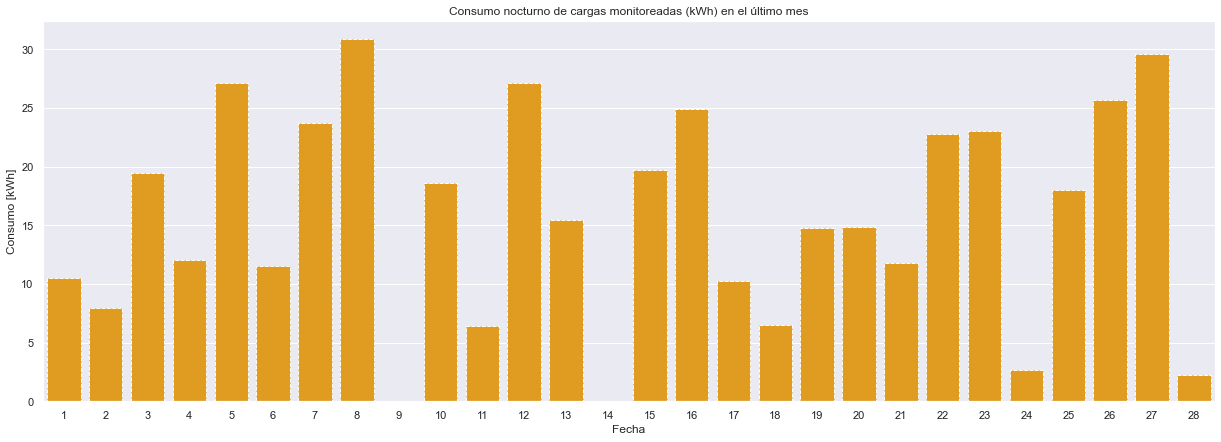 Consumo nocturno de cargas monitoreadas (kWh) en el último mes
Consumo [kWh]
30
25
20
15
10
5
0
1 2 3 4 5 6 7 8 9 10 11 12 13 14 15 16 17 18 19 20 21 22 23 24 25 26 27 28
Fecha